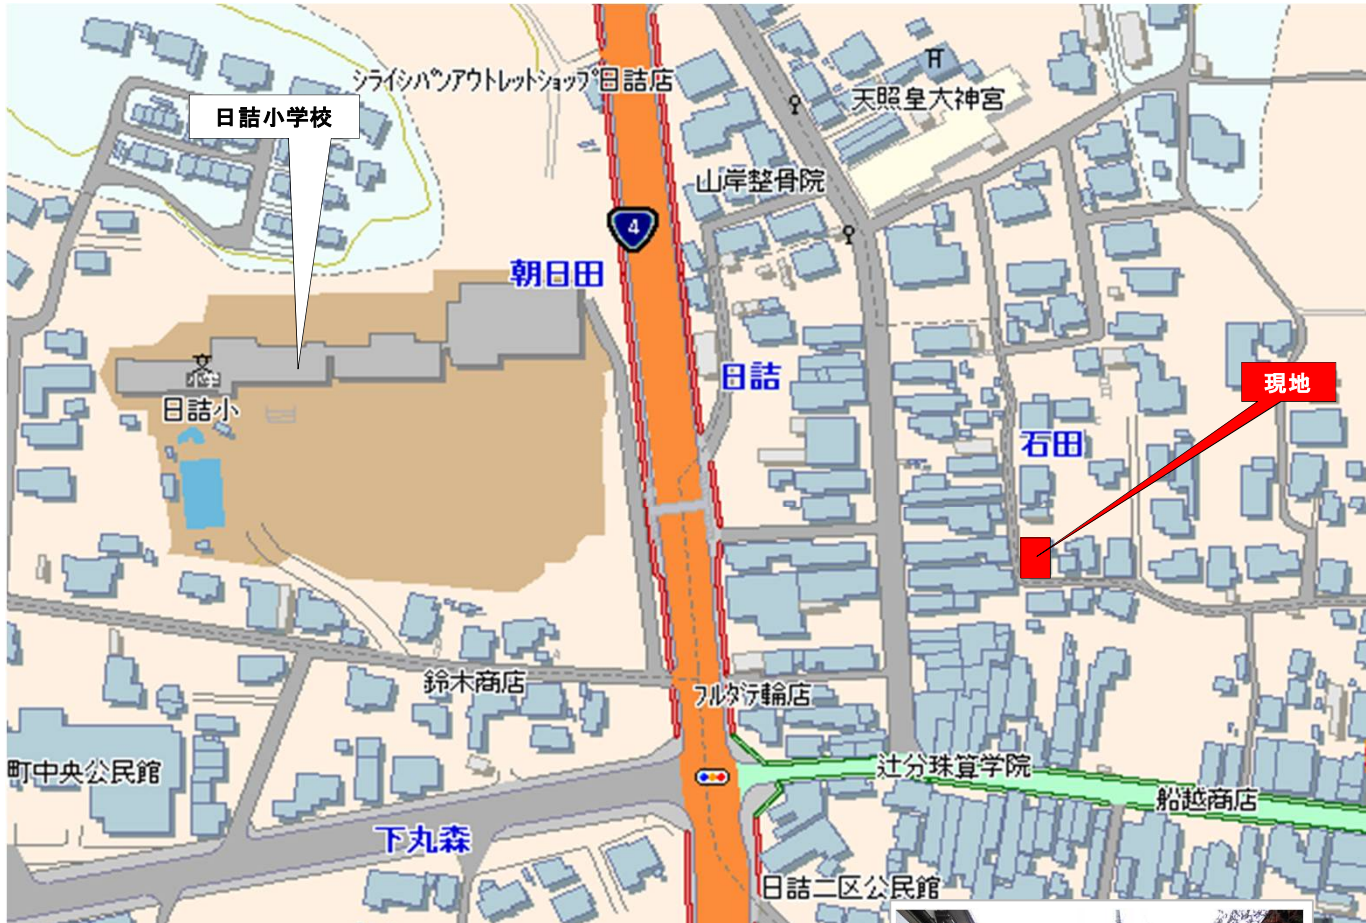 シライシパンアウトレットショップ日詰店
日詰小学校
天照皇大神宮
山岸整骨院
4
朝日田
日詰
現地
小学
日詰小
石田
鈴木商店
フルダテ輪店
町中央公民館
辻分珠算学院
船越商店
下丸森
日詰二区公民館